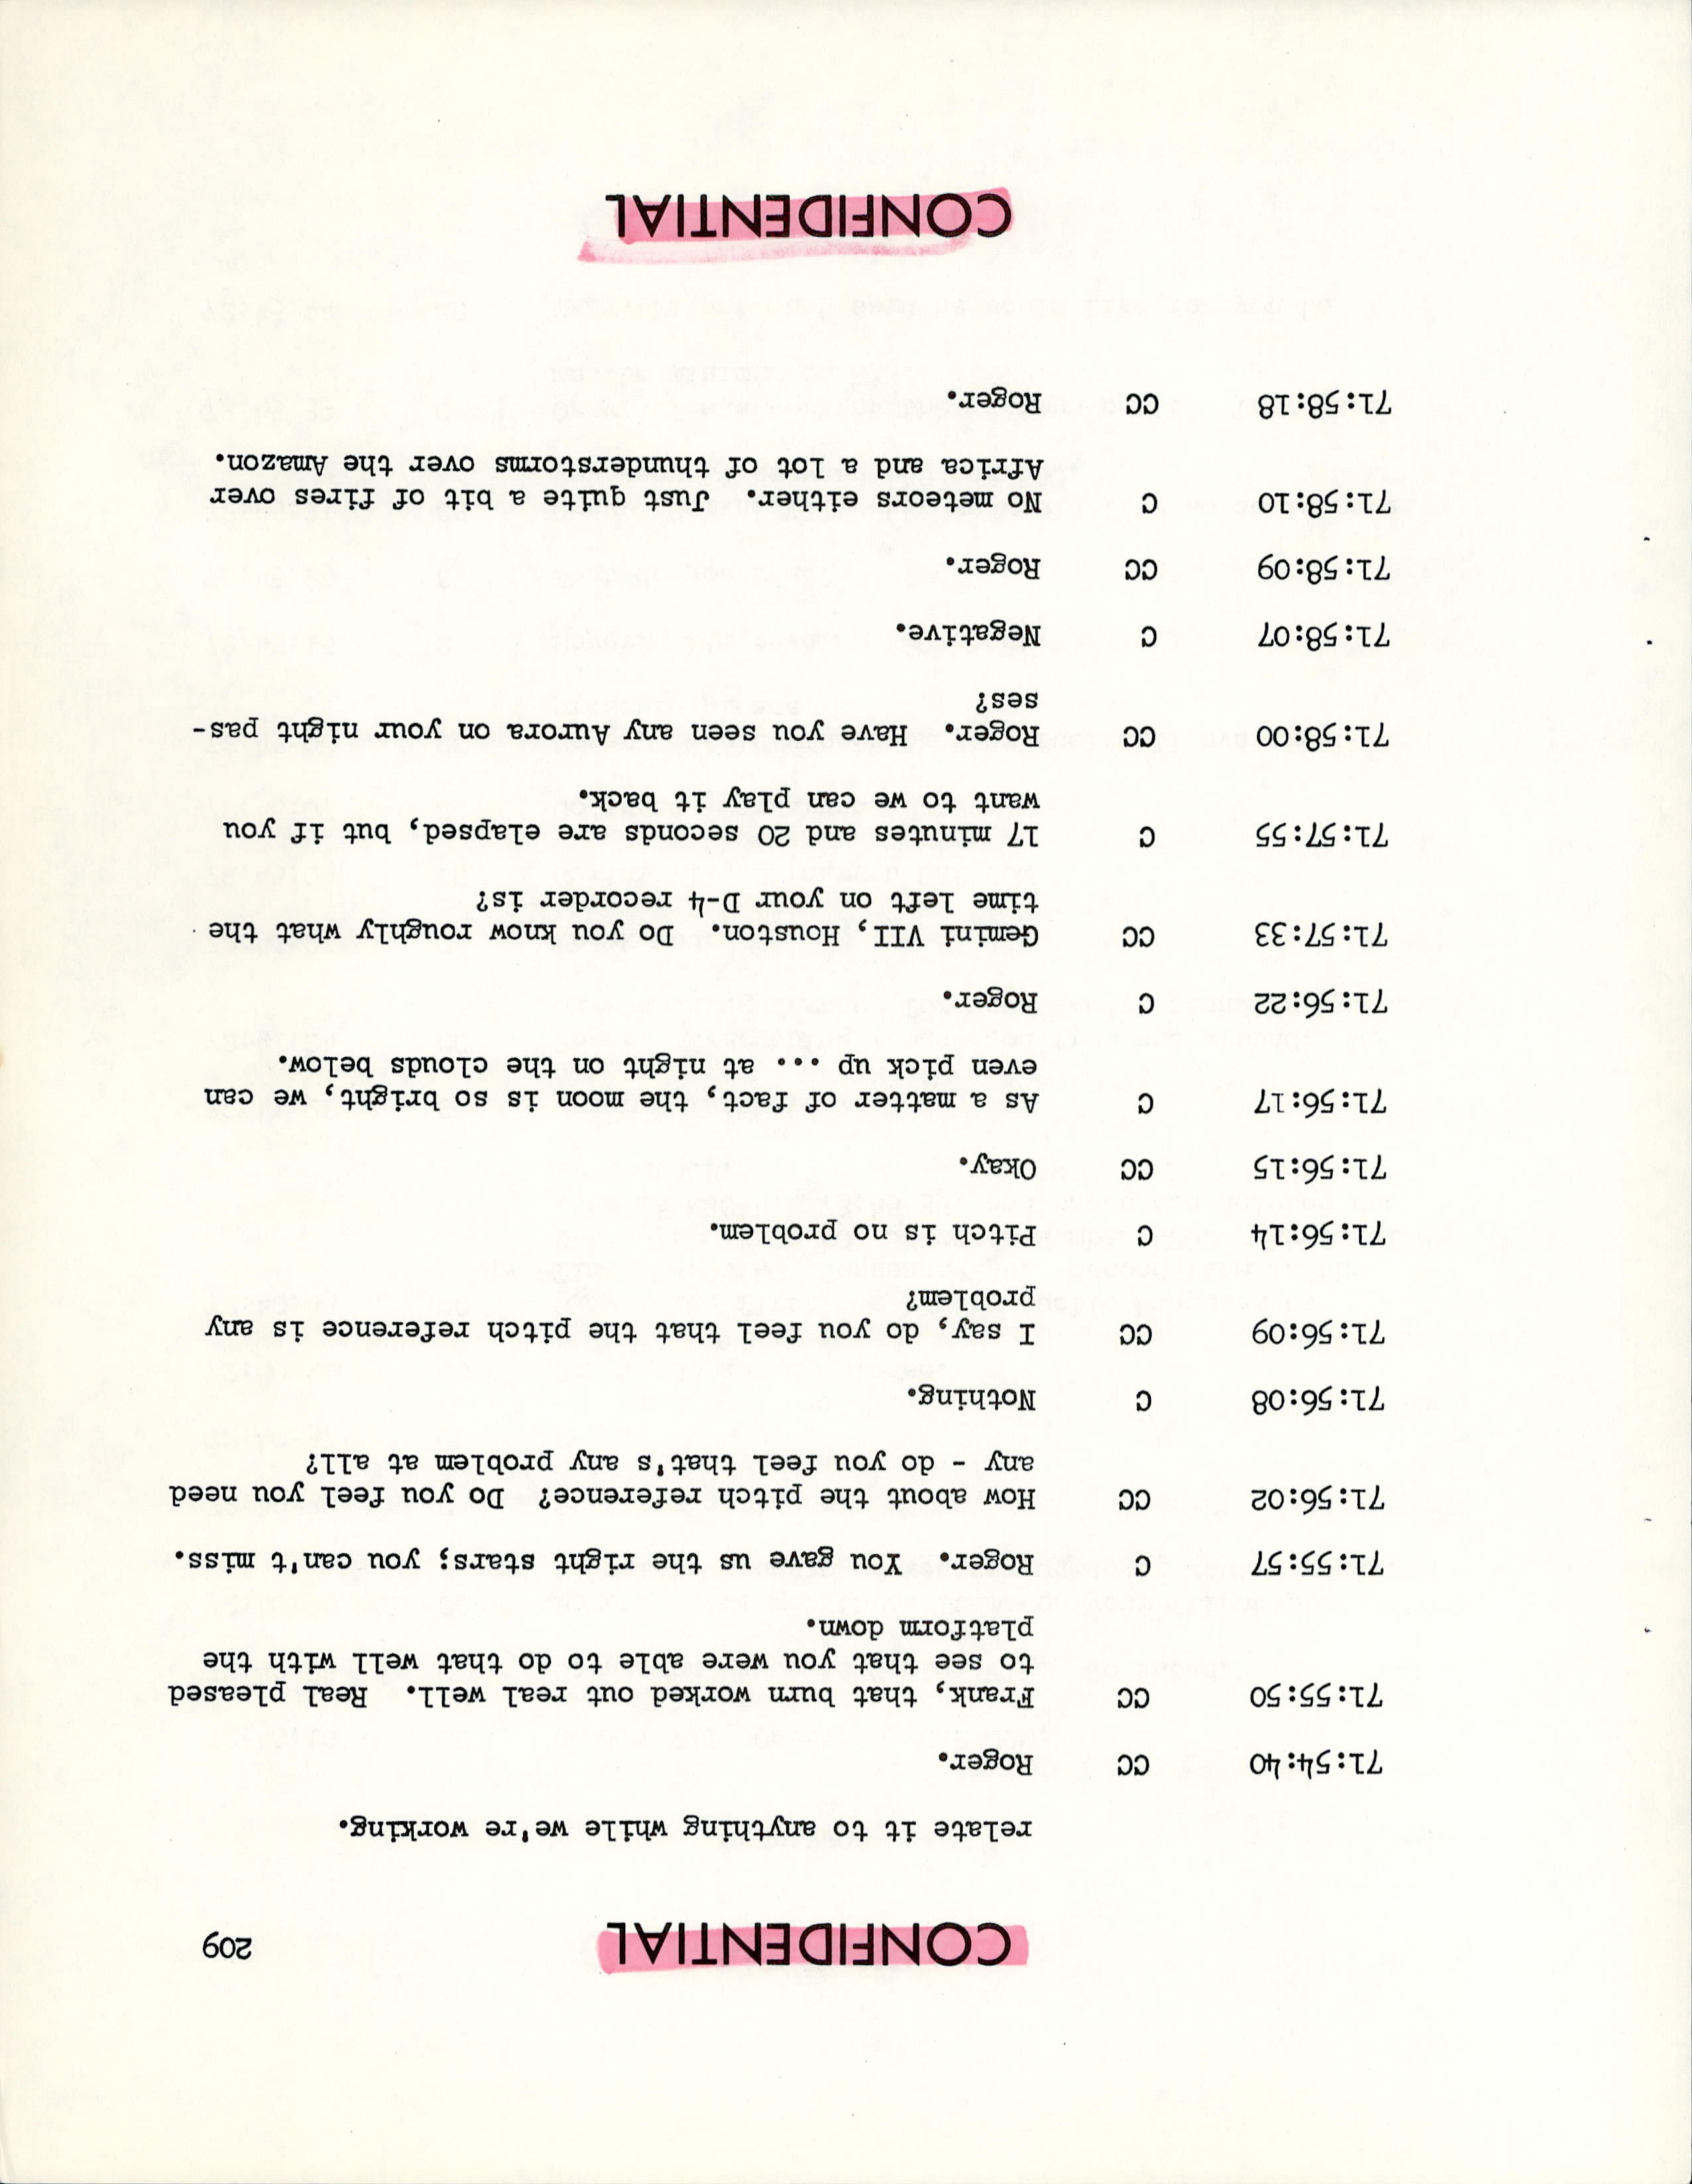 CONFIDENTIAL 209
relate it to anything while we're working.
71:54:40 CC Roger.
71:55:50 CC Frank, that burn worked out real well. Real pleased
to see that you were able to do that well with the
platform down.
71:55:57 C Roger. You gave us the right stars; you can't miss.
71:56:02 CC How about the pitch reference? Do you feel you need
any - do you feel that's any problem at all?
71:56:08 C Nothing.
71:56:09 CC I say, do you feel that the pitch reference is any
problem?
71:56:14 C Pitch is no problem.
71:56:15 CC Okay.
71:56:17 C As a matter of fact, the moon is so bright, we can
even pick up ... at night on the clouds below.
71:56:22 C Roger.
71:57:33 CC Gemini VII, Houston. Do you know roughly what the
time left on your D-4 recorder is?
71:57:55 C 17 minutes and 20 seconds are elapsed, but if you
want to we can play it back.
71:58:00 CC Roger. Have you seen any Aurora on your night pas-
ses?
71:58:07 C Negative.
71:58:09 CC Roger.
71:58:10 C No meteors either. Just quite a bit of fires over
Africa and a lot of thunderstorms over the Amazon.
71:58:18 CC Roger.
CONFIDENTIAL